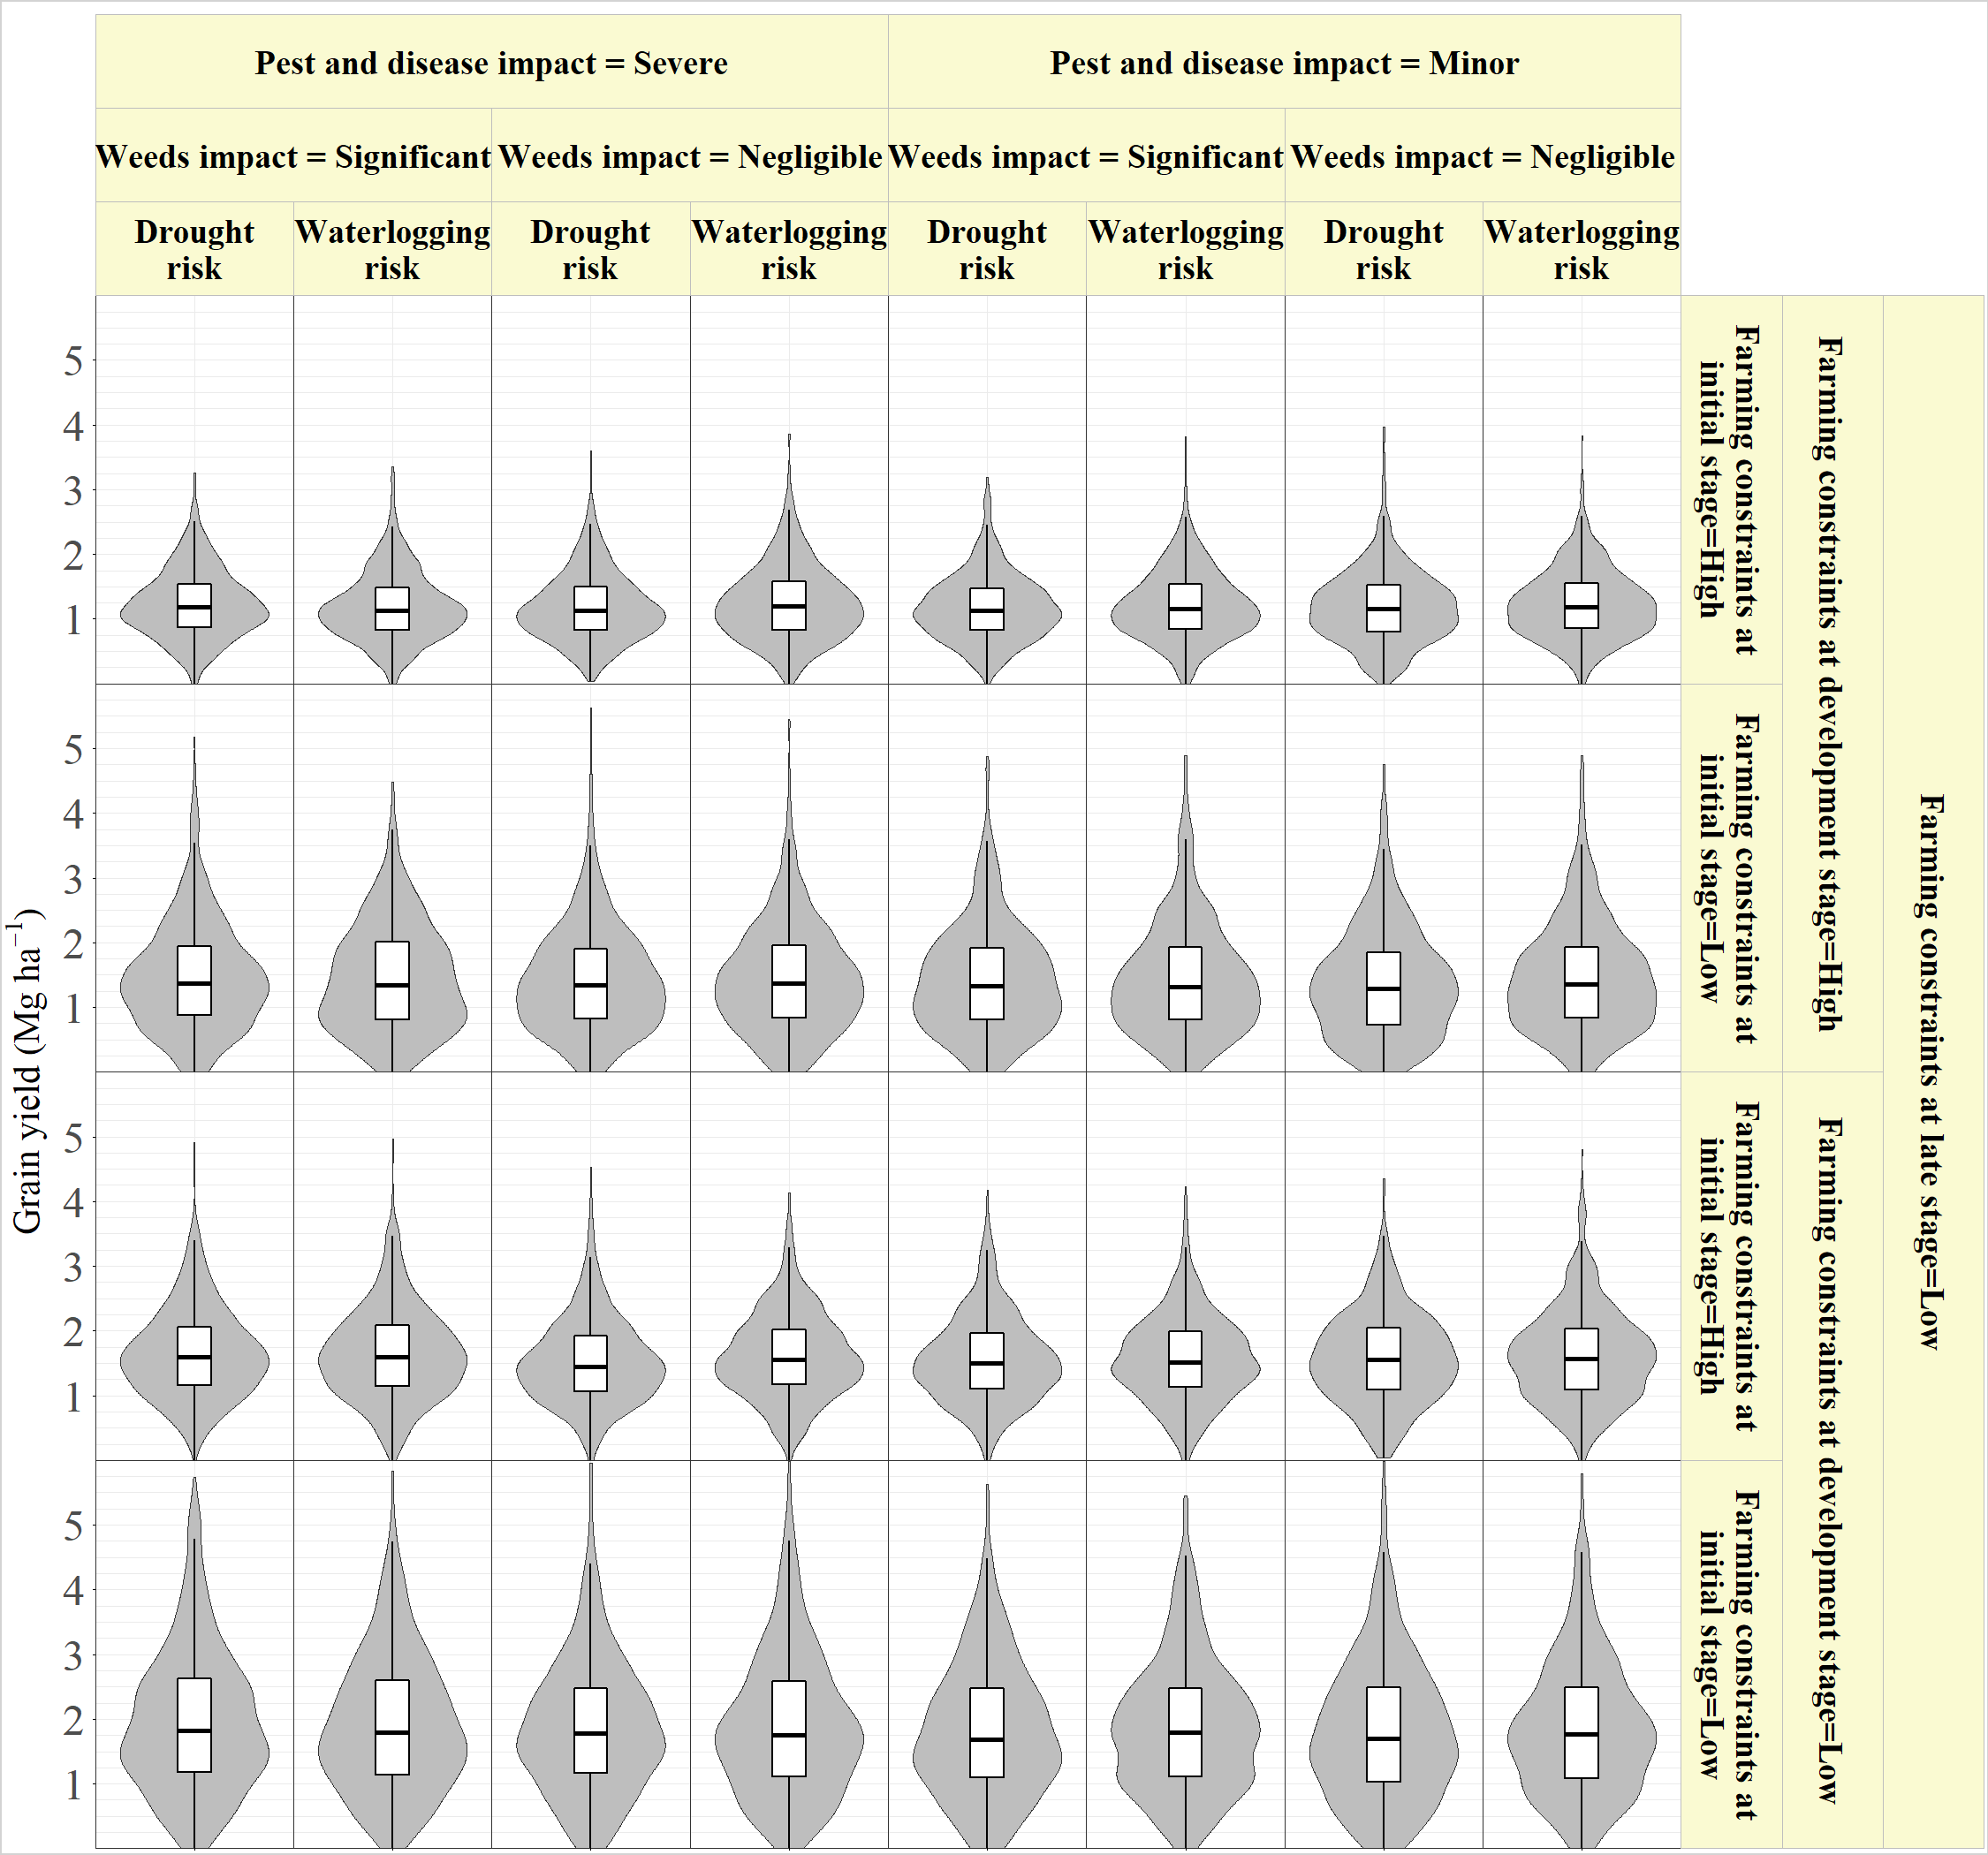 Pest and disease impact = Severe
Pest and disease impact = Minor
Weeds impact = Significant
Weeds impact = Negligible
Weeds impact = Significant
Weeds impact = Negligible
Drought
risk
Waterlogging
risk
Drought
risk
Waterlogging
risk
Drought
risk
Waterlogging
risk
Drought
risk
Waterlogging
risk
Grain yield (Mg ha⁻¹)
5
4
3
2
1
5
4
3
2
1
5
4
3
2
1
5
4
3
2
1
Farming constraints at
initial stage=High
Farming constraints at
initial stage=Low
Farming constraints at
initial stage=High
Farming constraints at
initial stage=Low
Farming constraints at development stage=High
Farming constraints at development stage=Low
Farming constraints at late stage=Low